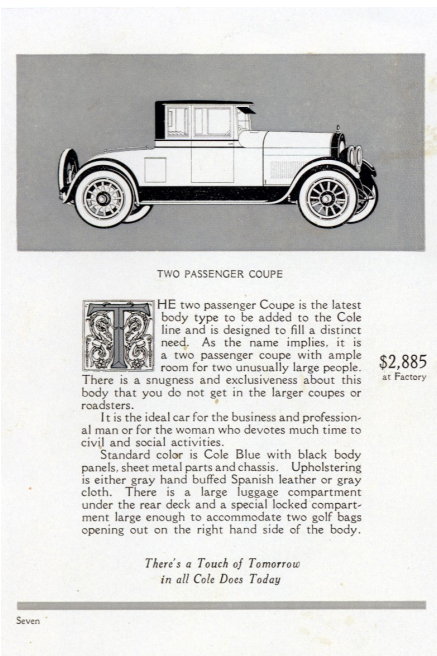 TWO PASSENGER COUPE
THE two passenger Coupe is the latest
body type to be added to the Cole
line and is designed to fill a distinct
need. As the name implies, it is
a two passenger coupe with ample
room for two unusually large people.
There is a snugness and exclusiveness about this
body that you do not get in the larger coupes or
roadsters.
It is the ideal car for the business and profession-
al man or for the woman who devotes much time to
civil and social activities.
Standard color is Cole Blue with black body
panels, sheet metal parts and chassis. Upholstering
is either gray hand buffed Spanish leather or gray
cloth. There is a large luggage compartment
under the rear deck and a special locked compart-
ment large enough to accommodate two golf bags
opening out on the right hand side of the body.
$2,885
at Factory
There's a Touch of Tomorrow
in all Cole Does Today
Seven